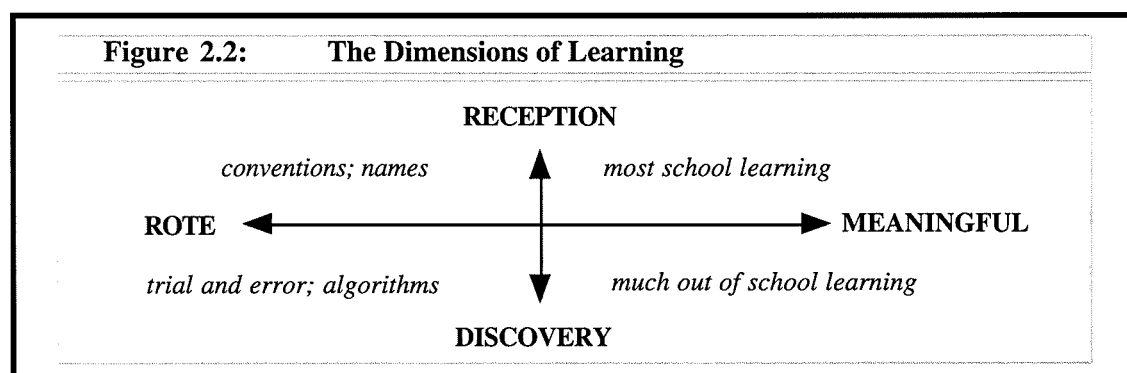 Figure 2.2: The Dimensions of Learning
RECEPTION
conventions; names most school learning
ROTE MEANINGFUL
trial and error; algorithms much out of school learning
DISCOVERY